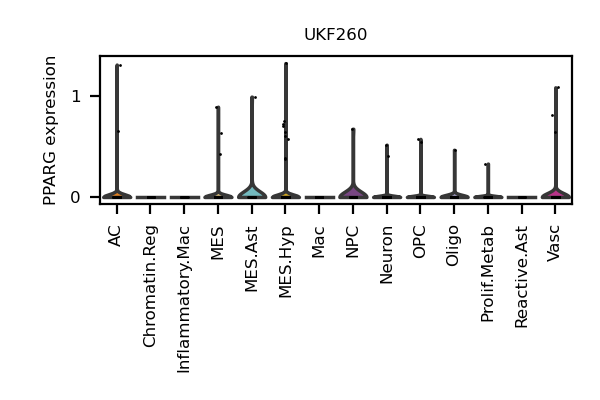 UKF260
PPARG expression
1
0
AC
Chromatin.Reg
Inflammatory.Mac
MES
MES.Ast
MES.Hyp
Mac
NPC
Neuron
OPC
Oligo
Prolif.Metab
Reactive.Ast
Vasc